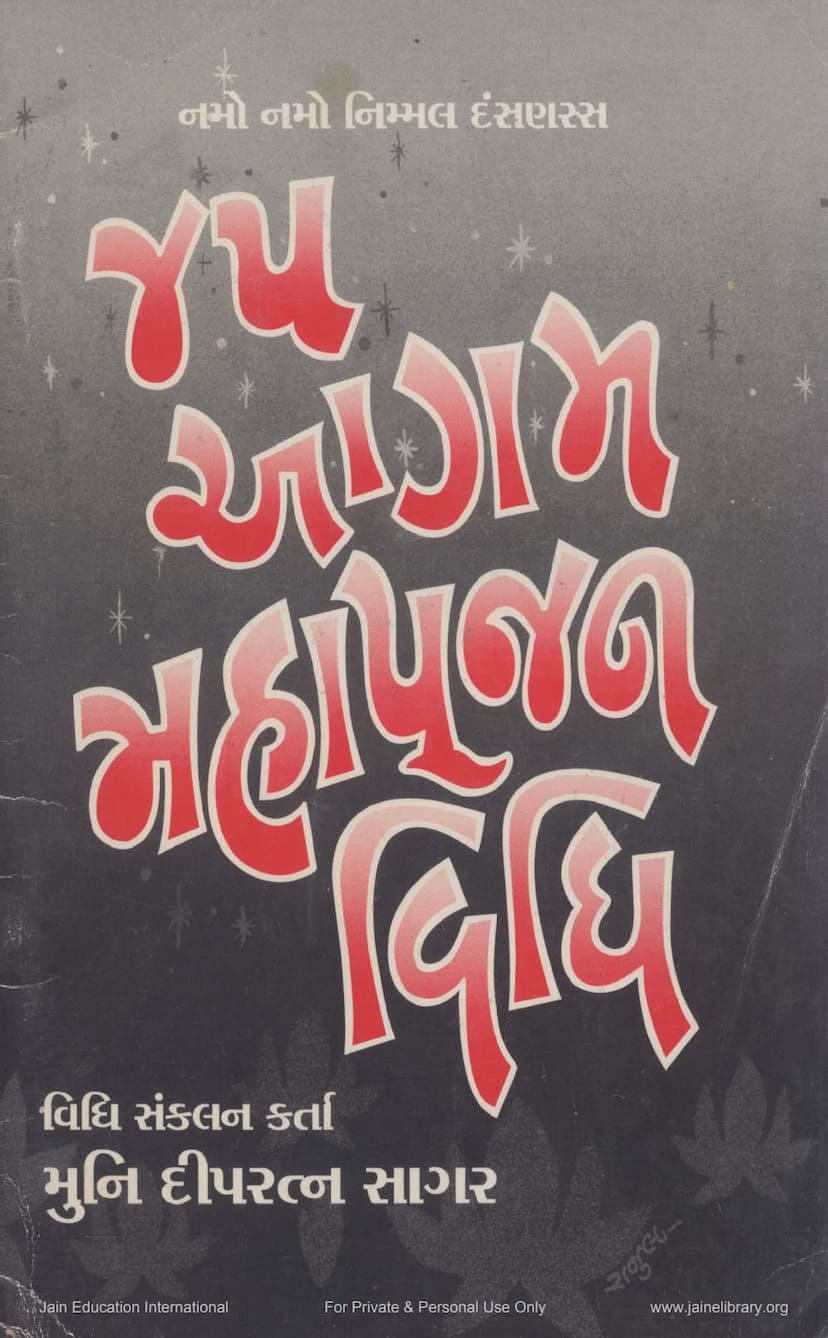 નમો નમો નિમ્મલ દંસણસ્સ
૪૫
આગમ
મહાપૂજન
વિધિ
વિધિ સંકલન કર્તા
મુનિ દીપરત્ન સાગર
Jain Education International
For Private & Personal Use Only
www.jainelibrary.org